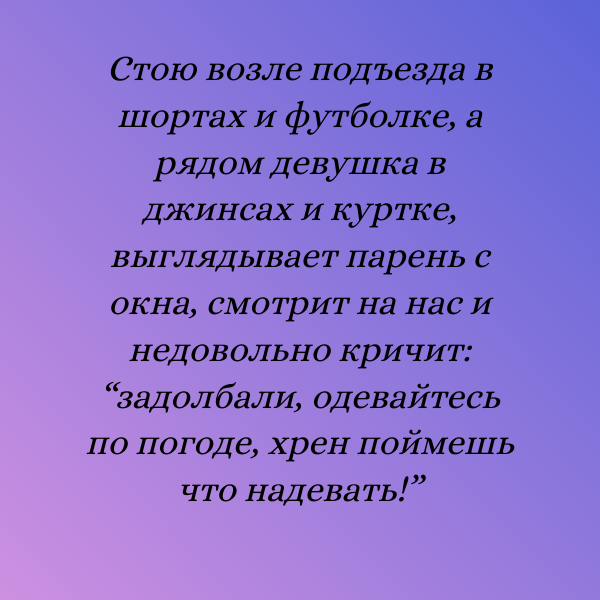 Стою возле подъезда в
шортах и футболке, а
рядом девушка в
джинсах и куртке,
выглядывает парень с
окна, смотрит на нас и
недовольно кричит:
“задолбали, одевайтесь
по погоде, хрен поймешь
что надевать!”